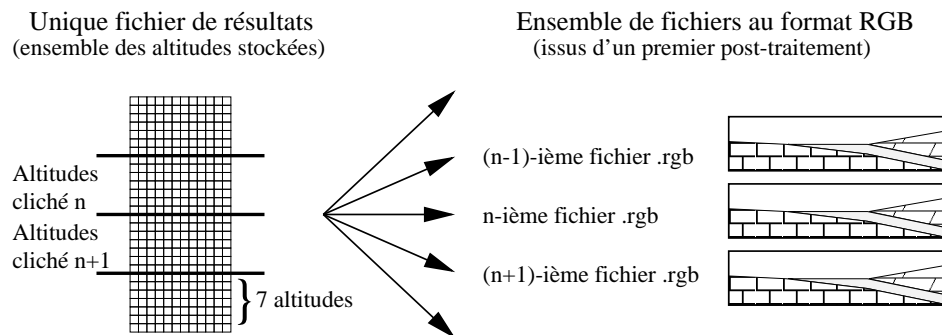 Unique fichier de résultats
(ensemble des altitudes stockées)
Ensemble de fichiers au format RGB
(issus d'un premier post-traitement)
Altitudes
cliché n
Altitudes
cliché n+1
7 altitudes
(n-1)-ième fichier .rgb
n-ième fichier .rgb
(n+1)-ième fichier .rgb